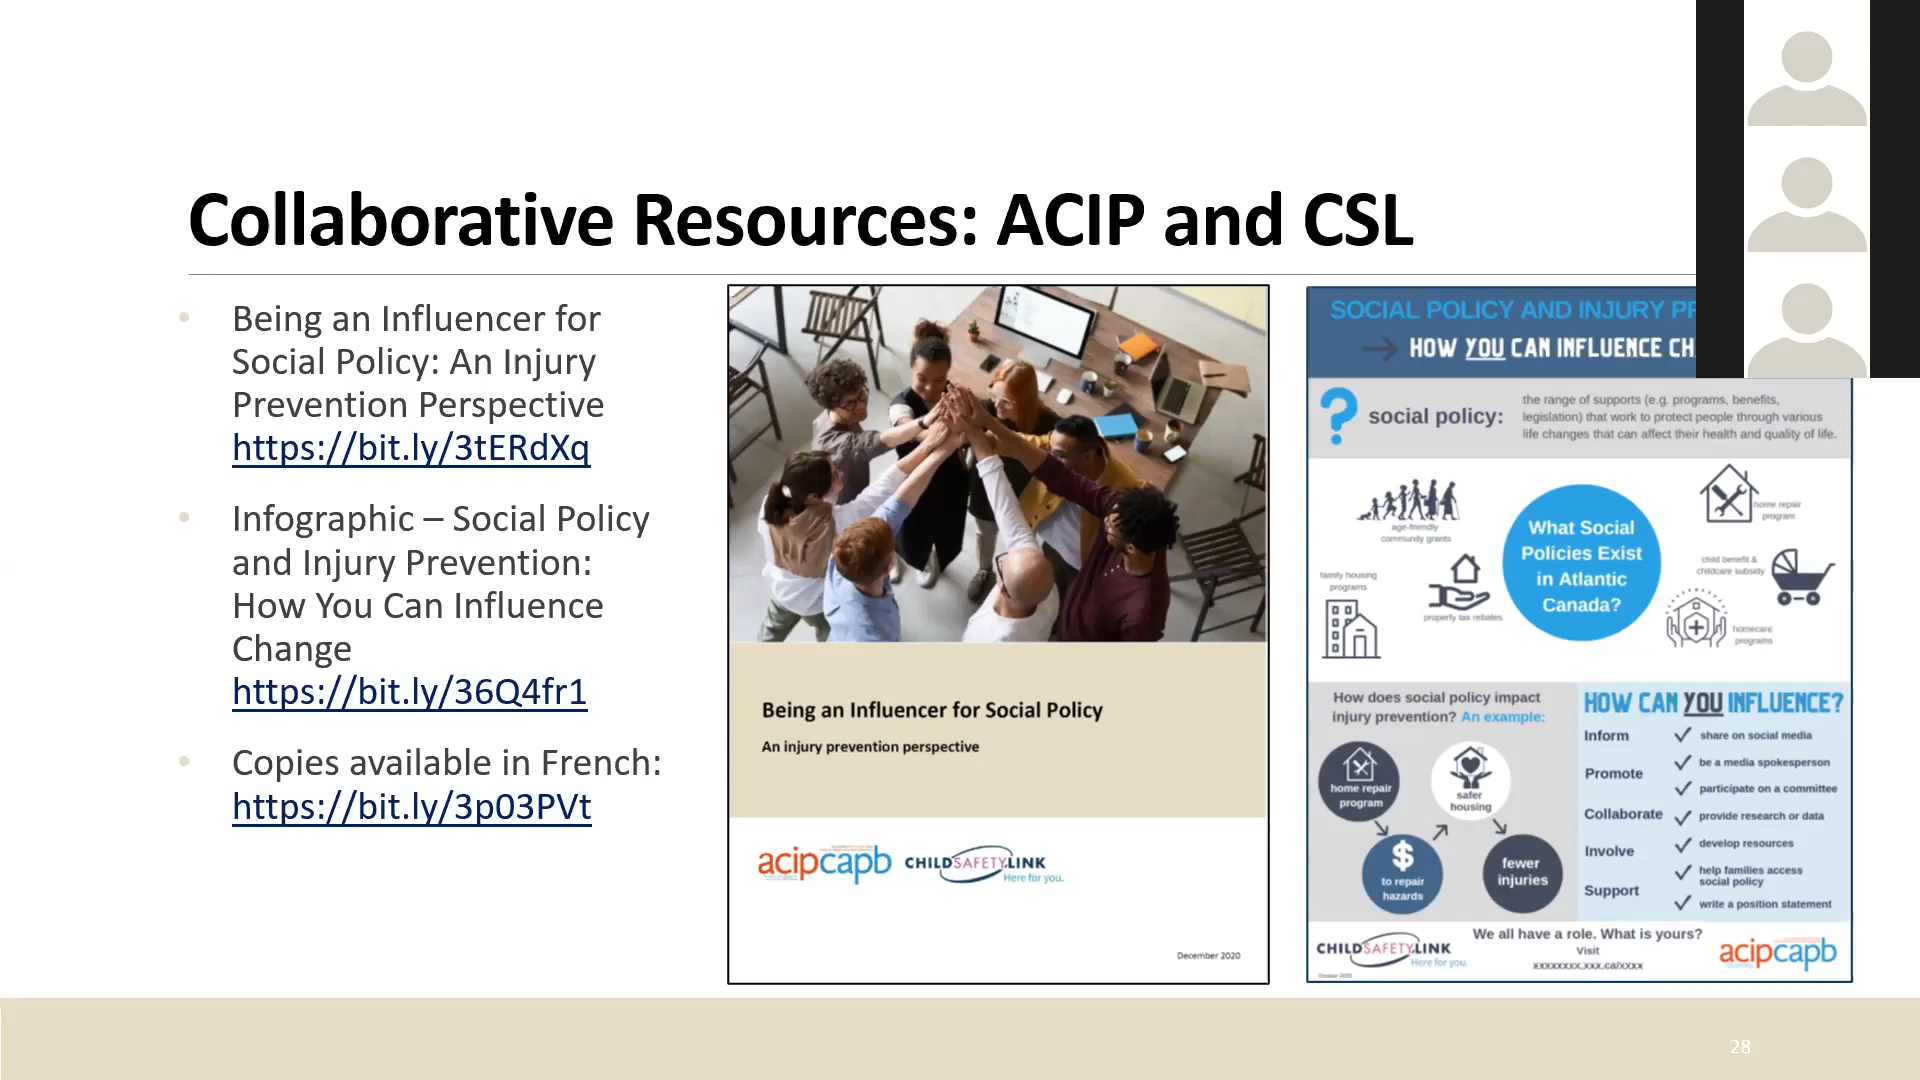 Collaborative Resources: ACIP and CSL
Being an Influencer for
Social Policy: An Injury
Prevention Perspective
https://bit.ly/3tERdXq
Infographic – Social Policy
and Injury Prevention:
How You Can Influence
Change
https://bit.ly/36Q4fr1
Copies available in French:
https://bit.ly/3p03PVt
Being an Influencer for Social Policy
An injury prevention perspective
acipcapb
CHILDSAFETYLINK
Here for you.
December 2020
SOCIAL POLICY AND INJURY PR
HOW YOU CAN INFLUENCE CH
?
social policy:
the range of supports (e.g. programs, benefits,
legislation) that work to protect people through various
life changes that can affect their health and quality of life.
age-friendly
community grants
family housing
programs
property tax rebates
What Social
Policies Exist
in Atlantic
Canada?
home repair
program
child benefit &
childcare subsidy
homecare
programs
How does social policy impact
injury prevention? An example:
home repair
program
safer
housing
$
to repair
hazards
fewer
injuries
HOW CAN YOU INFLUENCE?
Inform
Promote
Collaborate
Involve
Support
share on social media
be a media spokesperson
participate on a committee
provide research or data
develop resources
help families access
social policy
write a position statement
CHILDSAFETYLINK
Here for you.
October 2020
We all have a role. What is yours?
Visit
xxxxxxxx.xxx.ca/xxxx
acipcapb
28